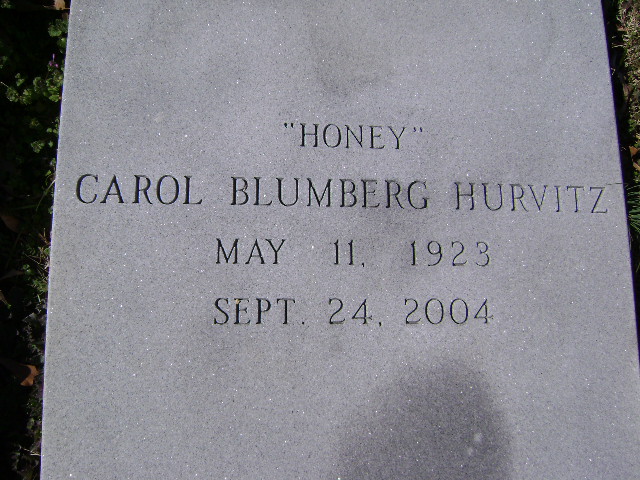 "HONEY"
CAROL BLUMBERG HURVITZ
MAY 11, 1923
SEPT. 24, 2004